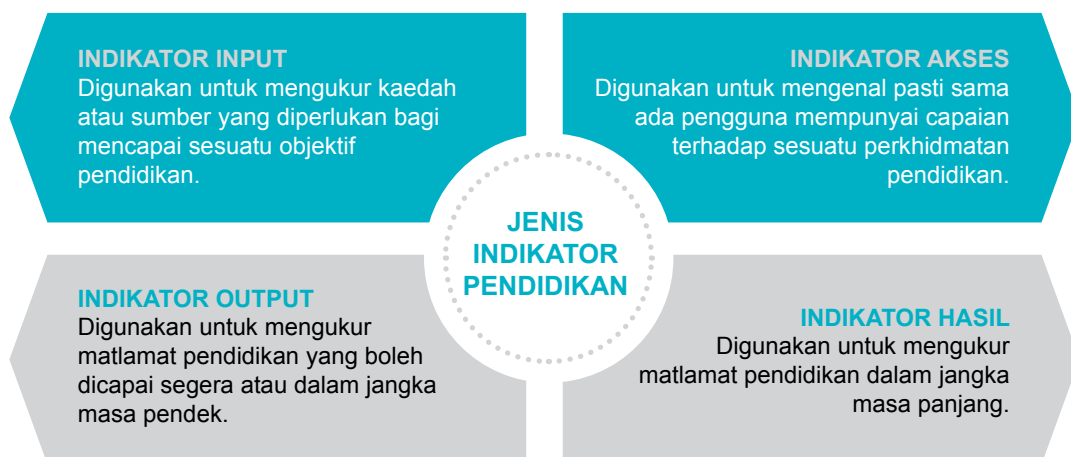 INDIKATOR INPUT
Digunakan untuk mengukur kaedah
atau sumber yang diperlukan bagi
mencapai sesuatu objektif
pendidikan.
INDIKATOR AKSES
Digunakan untuk mengenal pasti sama
ada pengguna mempunyai capaian
terhadap sesuatu perkhidmatan
pendidikan.
JENIS
INDIKATOR
PENDIDIKAN
INDIKATOR OUTPUT
Digunakan untuk mengukur
matlamat pendidikan yang boleh
dicapai segera atau dalam jangka
masa pendek.
INDIKATOR HASIL
Digunakan untuk mengukur
matlamat pendidikan dalam jangka
masa panjang.